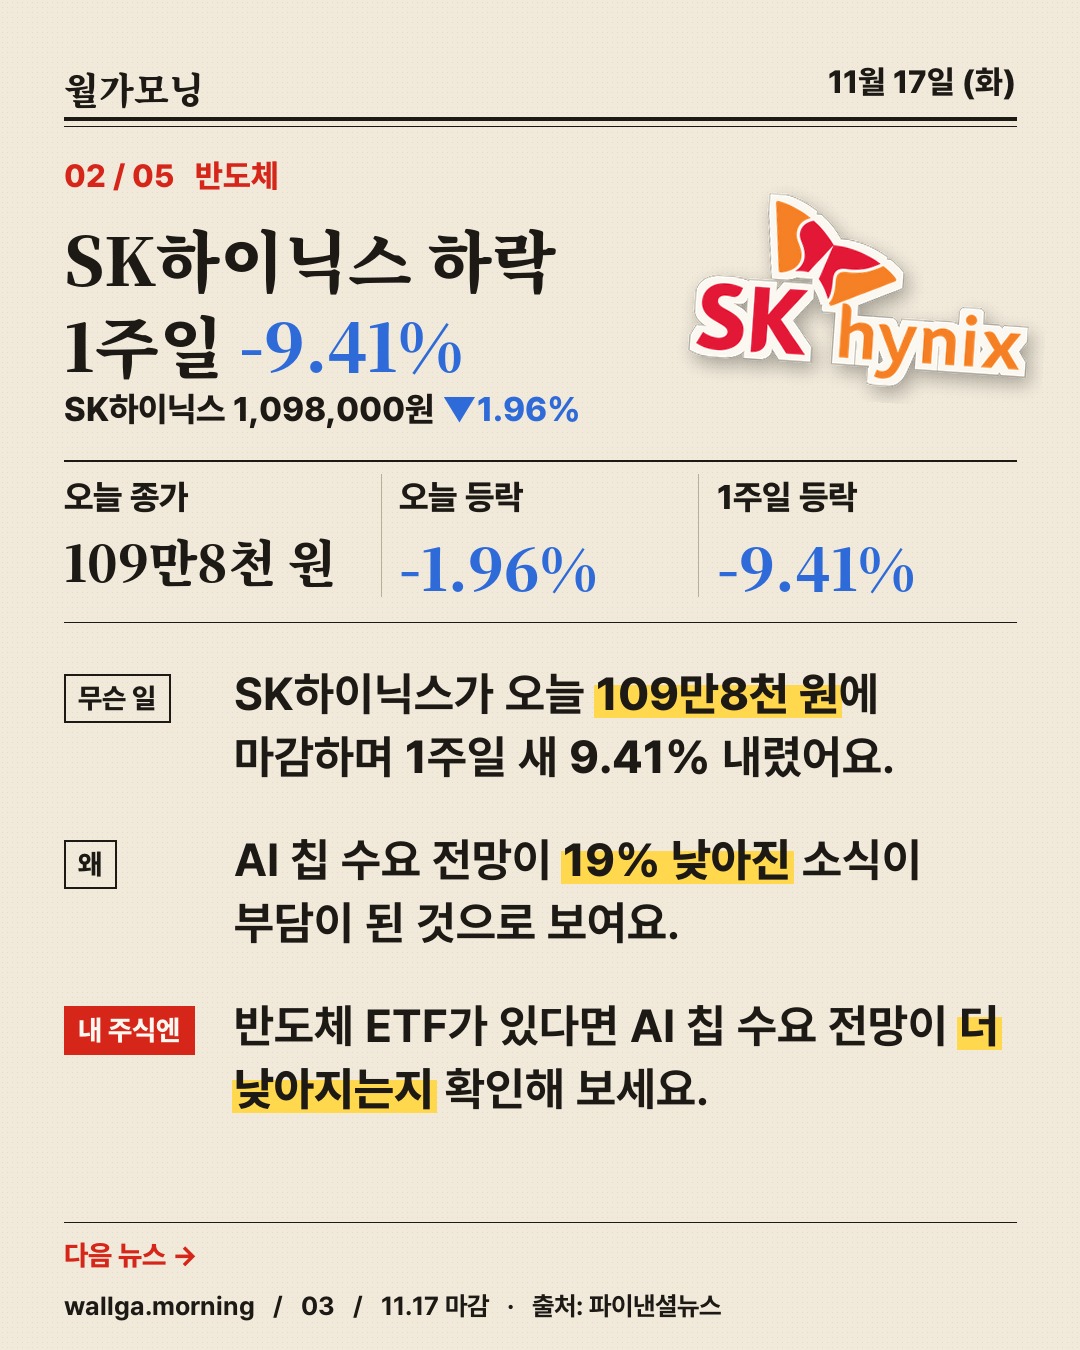 월가모닝
11월 17일 (화)
02 / 05 반도체
SK하이닉스 하락
1주일 -9.41%
SK하이닉스 1,098,000원 ▼1.96%
SK hynix
오늘 종가
109만8천 원
오늘 등락
-1.96%
1주일 등락
-9.41%
무슨 일
SK하이닉스가 오늘 109만8천 원에
마감하며 1주일 새 9.41% 내렸어요.
왜
AI 칩 수요 전망이 19% 낮아진 소식이
부담이 된 것으로 보여요.
내 주식엔
반도체 ETF가 있다면 AI 칩 수요 전망이 더
낮아지는지 확인해 보세요.
다음 뉴스 →
wallga.morning / 03 / 11.17 마감 · 출처: 파이낸셜뉴스